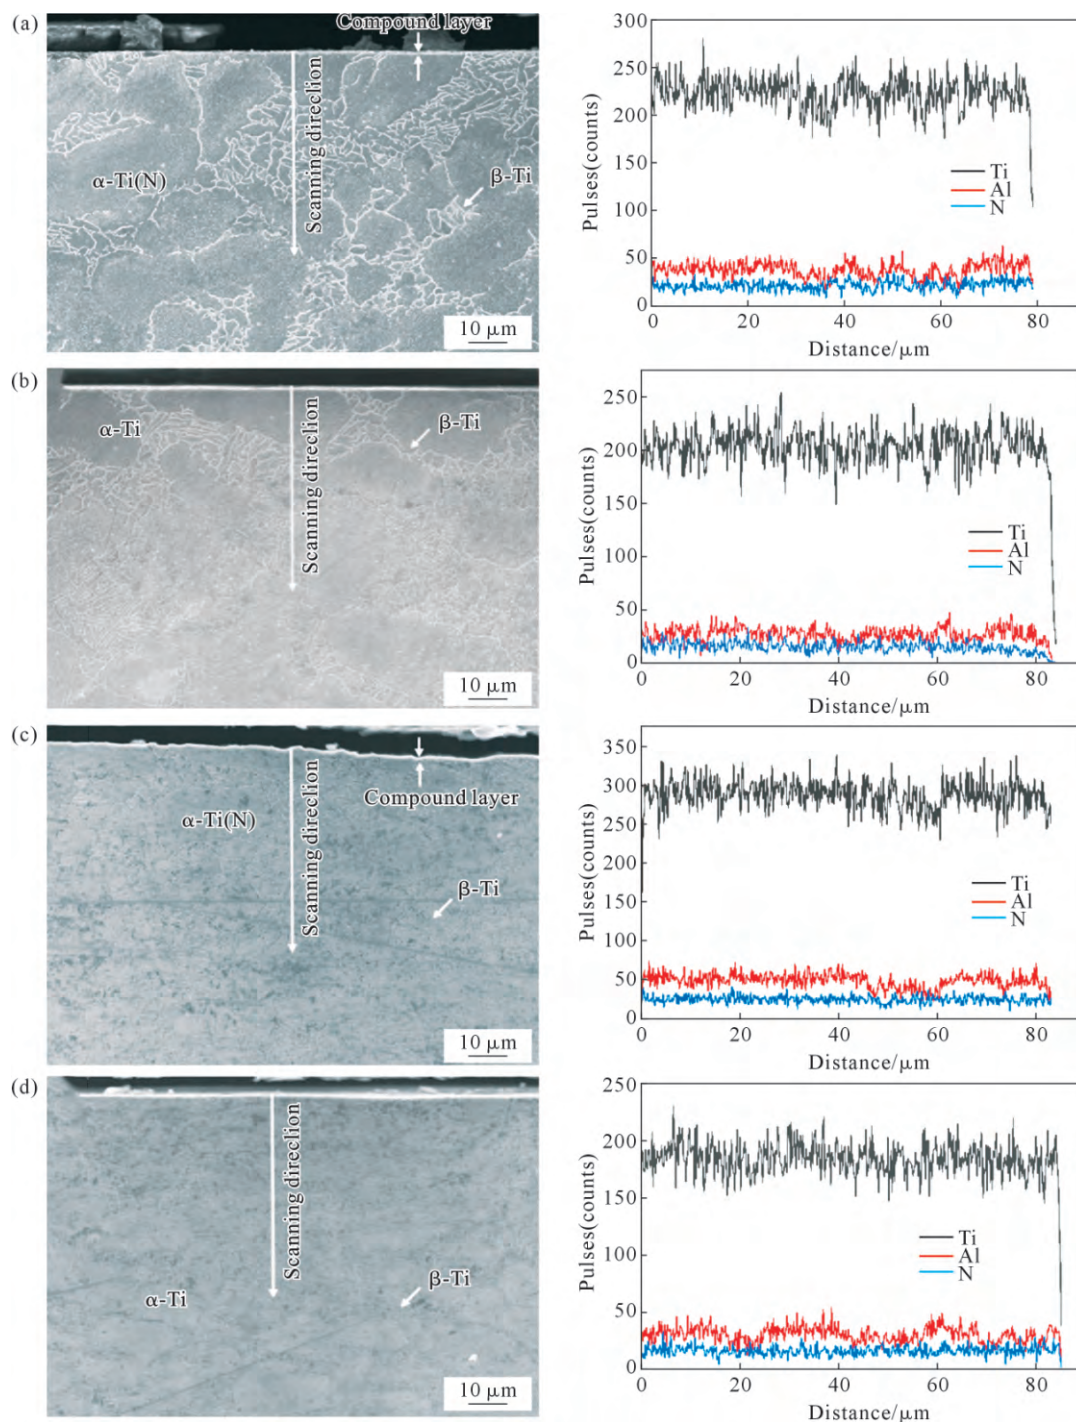 (a)
Compound layer
Scanning direction
α-Ti(N)
β-Ti
10 μm
300
250
200
150
100
50
0
Pulses(counts)
Ti
Al
N
0 20 40 60 80
Distance/μm
(b)
α-Ti
β-Ti
Scanning direction
10 μm
250
200
150
100
50
0
Pulses(counts)
Ti
Al
N
0 20 40 60 80
Distance/μm
(c)
Compound layer
Scanning direction
α-Ti(N)
β-Ti
10 μm
350
300
250
200
150
100
50
0
Pulses(counts)
Ti
Al
N
0 20 40 60 80
Distance/μm
(d)
Scanning direction
α-Ti
β-Ti
10 μm
250
200
150
100
50
0
Pulses(counts)
Ti
Al
N
0 20 40 60 80
Distance/μm